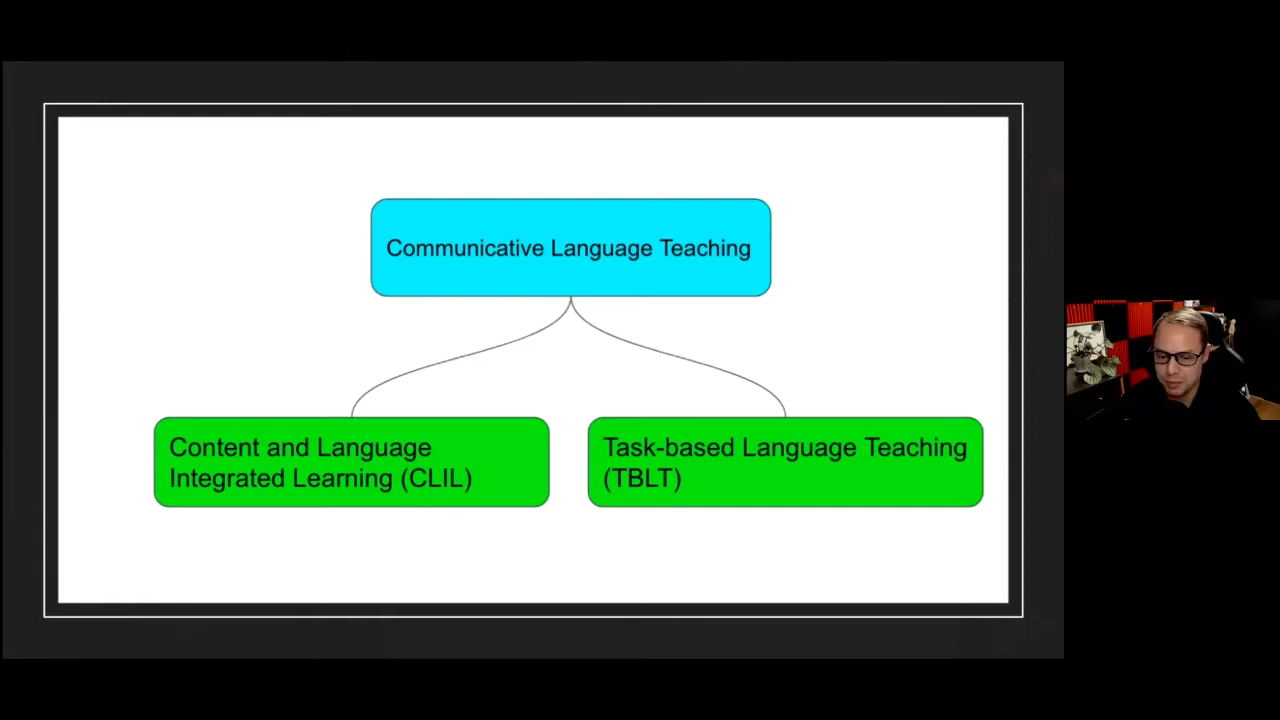 Communicative Language Teaching
Content and Language
Integrated Learning (CLIL)
Task-based Language Teaching
(TBLT)